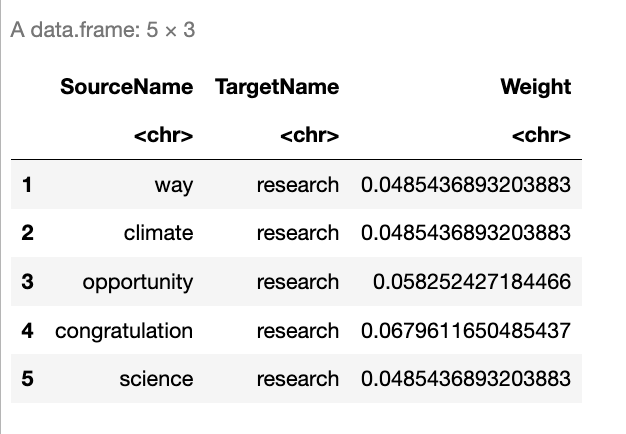 A data.frame: 5 × 3
SourceName TargetName Weight
<chr> <chr> <chr>
1 way research 0.0485436893203883
2 climate research 0.0485436893203883
3 opportunity research 0.058252427184466
4 congratulation research 0.0679611650485437
5 science research 0.0485436893203883